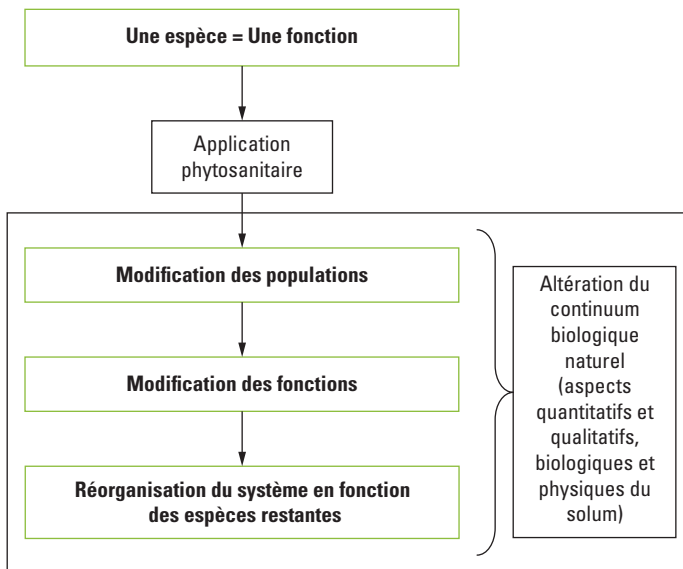 Une espèce = Une fonction
Application
phytosanitaire
Modification des populations
Modification des fonctions
Réorganisation du système en fonction
des espèces restantes
Altération du
continuum
biologique
naturel
(aspects
quantitatifs et
qualitatifs,
biologiques et
physiques du
solum)